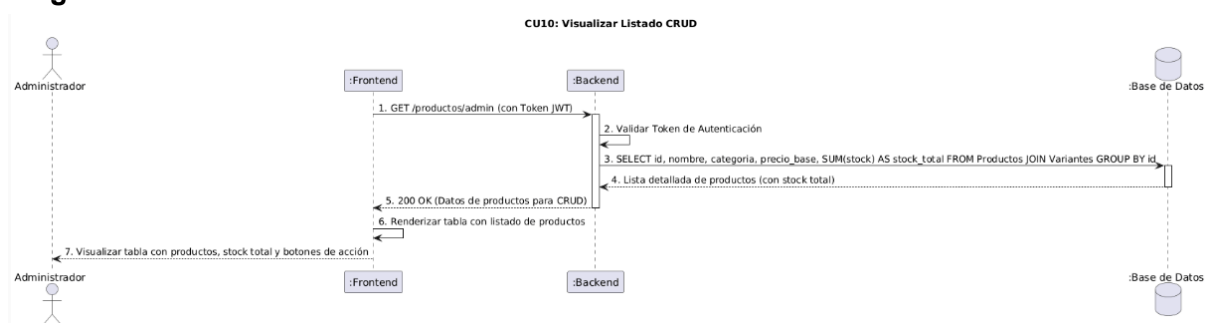 CU10: Visualizar Listado CRUD
Administrador
:Frontend
:Backend
:Base de Datos
1. GET /productos/admin (con Token JWT)
2. Validar Token de Autenticación
3. SELECT id, nombre, categoria, precio_base, SUM(stock) AS stock_total FROM Productos JOIN Variantes GROUP BY id
4. Lista detallada de productos (con stock total)
5. 200 OK (Datos de productos para CRUD)
6. Renderizar tabla con listado de productos
7. Visualizar tabla con productos, stock total y botones de acción
Administrador
:Frontend
:Backend
:Base de Datos